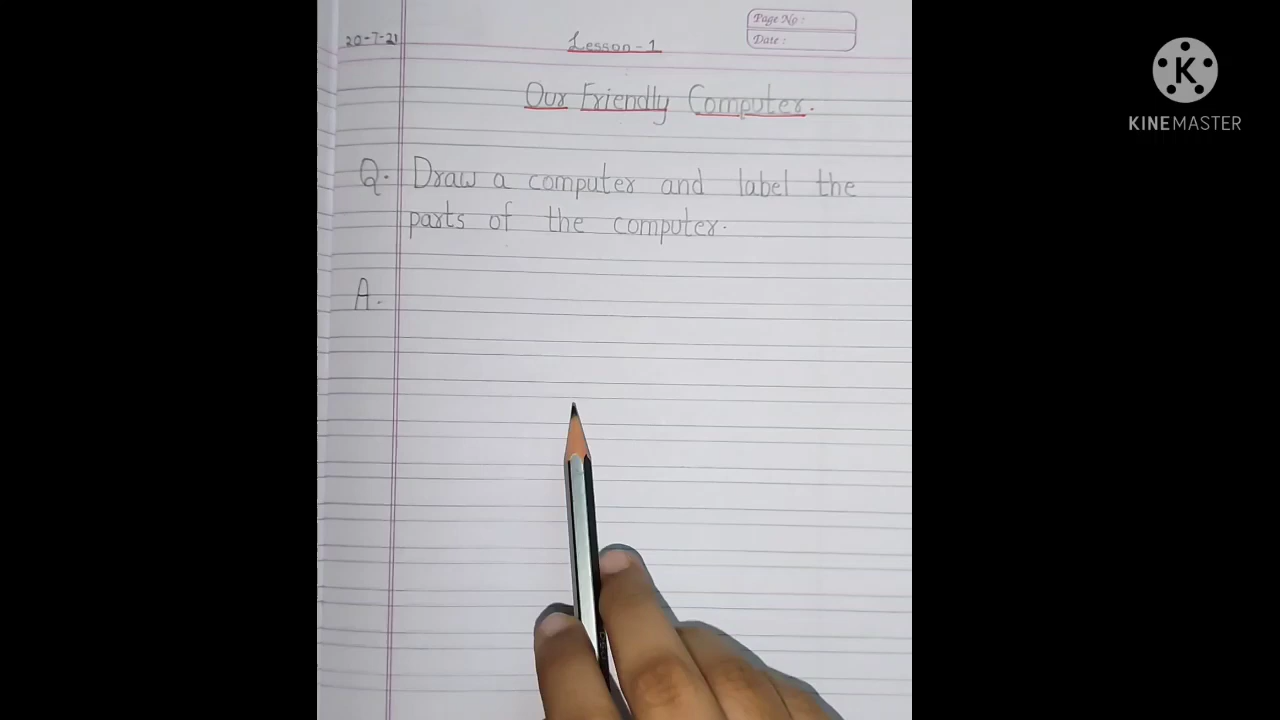 Page No :
Date :
20-7-21
Lesson-1
Our Friendly Computer.
Q. Draw a computer and label the
parts of the computer.
A.
K
KINEMASTER